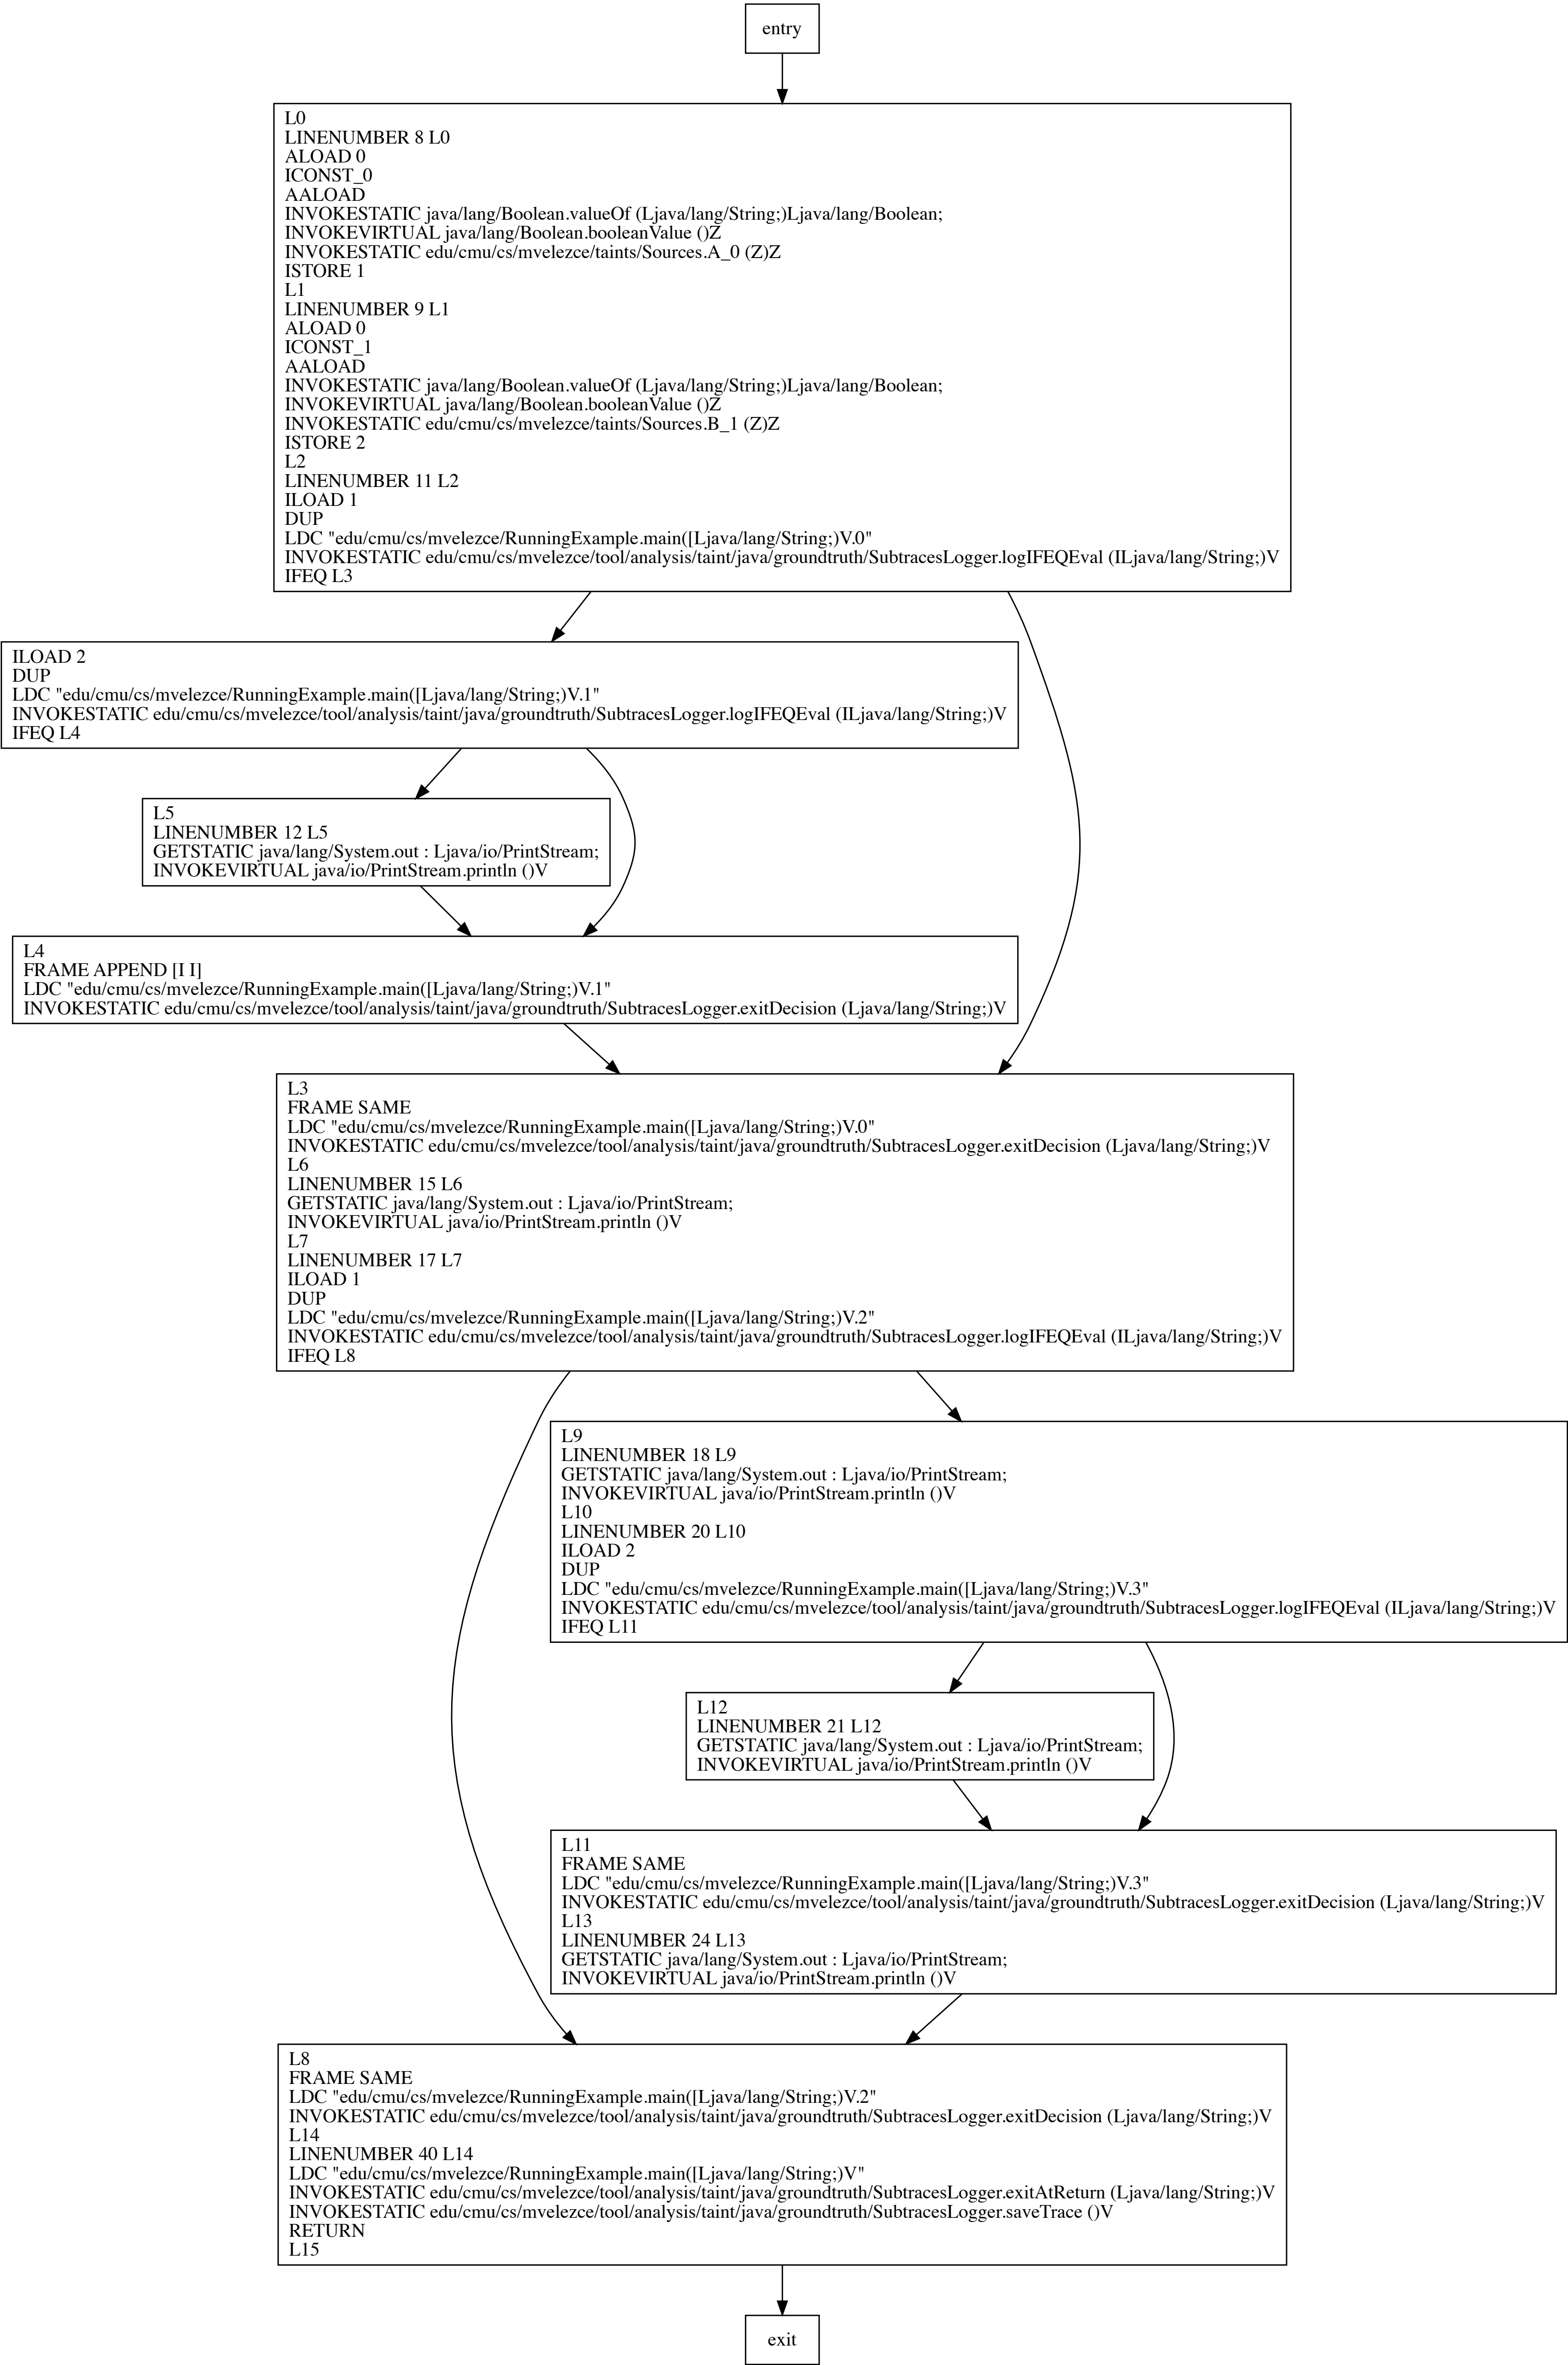 entry
L0
LINENUMBER 8 L0
ALOAD 0
ICONST_0
AALOAD
INVOKESTATIC java/lang/Boolean.valueOf (Ljava/lang/String;)Ljava/lang/Boolean;
INVOKEVIRTUAL java/lang/Boolean.booleanValue ()Z
INVOKESTATIC edu/cmu/cs/mvelezce/taints/Sources.A_0 (Z)Z
ISTORE 1
L1
LINENUMBER 9 L1
ALOAD 0
ICONST_1
AALOAD
INVOKESTATIC java/lang/Boolean.valueOf (Ljava/lang/String;)Ljava/lang/Boolean;
INVOKEVIRTUAL java/lang/Boolean.booleanValue ()Z
INVOKESTATIC edu/cmu/cs/mvelezce/taints/Sources.B_1 (Z)Z
ISTORE 2
L2
LINENUMBER 11 L2
ILOAD 1
DUP
LDC "edu/cmu/cs/mvelezce/RunningExample.main([Ljava/lang/String;)V.0"
INVOKESTATIC edu/cmu/cs/mvelezce/tool/analysis/taint/java/groundtruth/SubtracesLogger.logIFEQEval (ILjava/lang/String;)V
IFEQ L3
ILOAD 2
DUP
LDC "edu/cmu/cs/mvelezce/RunningExample.main([Ljava/lang/String;)V.1"
INVOKESTATIC edu/cmu/cs/mvelezce/tool/analysis/taint/java/groundtruth/SubtracesLogger.logIFEQEval (ILjava/lang/String;)V
IFEQ L4
L5
LINENUMBER 12 L5
GETSTATIC java/lang/System.out : Ljava/io/PrintStream;
INVOKEVIRTUAL java/io/PrintStream.println ()V
L4
FRAME APPEND [I I]
LDC "edu/cmu/cs/mvelezce/RunningExample.main([Ljava/lang/String;)V.1"
INVOKESTATIC edu/cmu/cs/mvelezce/tool/analysis/taint/java/groundtruth/SubtracesLogger.exitDecision (Ljava/lang/String;)V
L3
FRAME SAME
LDC "edu/cmu/cs/mvelezce/RunningExample.main([Ljava/lang/String;)V.0"
INVOKESTATIC edu/cmu/cs/mvelezce/tool/analysis/taint/java/groundtruth/SubtracesLogger.exitDecision (Ljava/lang/String;)V
L6
LINENUMBER 15 L6
GETSTATIC java/lang/System.out : Ljava/io/PrintStream;
INVOKEVIRTUAL java/io/PrintStream.println ()V
L7
LINENUMBER 17 L7
ILOAD 1
DUP
LDC "edu/cmu/cs/mvelezce/RunningExample.main([Ljava/lang/String;)V.2"
INVOKESTATIC edu/cmu/cs/mvelezce/tool/analysis/taint/java/groundtruth/SubtracesLogger.logIFEQEval (ILjava/lang/String;)V
IFEQ L8
L9
LINENUMBER 18 L9
GETSTATIC java/lang/System.out : Ljava/io/PrintStream;
INVOKEVIRTUAL java/io/PrintStream.println ()V
L10
LINENUMBER 20 L10
ILOAD 2
DUP
LDC "edu/cmu/cs/mvelezce/RunningExample.main([Ljava/lang/String;)V.3"
INVOKESTATIC edu/cmu/cs/mvelezce/tool/analysis/taint/java/groundtruth/SubtracesLogger.logIFEQEval (ILjava/lang/String;)V
IFEQ L11
L12
LINENUMBER 21 L12
GETSTATIC java/lang/System.out : Ljava/io/PrintStream;
INVOKEVIRTUAL java/io/PrintStream.println ()V
L11
FRAME SAME
LDC "edu/cmu/cs/mvelezce/RunningExample.main([Ljava/lang/String;)V.3"
INVOKESTATIC edu/cmu/cs/mvelezce/tool/analysis/taint/java/groundtruth/SubtracesLogger.exitDecision (Ljava/lang/String;)V
L13
LINENUMBER 24 L13
GETSTATIC java/lang/System.out : Ljava/io/PrintStream;
INVOKEVIRTUAL java/io/PrintStream.println ()V
L8
FRAME SAME
LDC "edu/cmu/cs/mvelezce/RunningExample.main([Ljava/lang/String;)V.2"
INVOKESTATIC edu/cmu/cs/mvelezce/tool/analysis/taint/java/groundtruth/SubtracesLogger.exitDecision (Ljava/lang/String;)V
L14
LINENUMBER 40 L14
LDC "edu/cmu/cs/mvelezce/RunningExample.main([Ljava/lang/String;)V"
INVOKESTATIC edu/cmu/cs/mvelezce/tool/analysis/taint/java/groundtruth/SubtracesLogger.exitAtReturn (Ljava/lang/String;)V
INVOKESTATIC edu/cmu/cs/mvelezce/tool/analysis/taint/java/groundtruth/SubtracesLogger.saveTrace ()V
RETURN
L15
exit